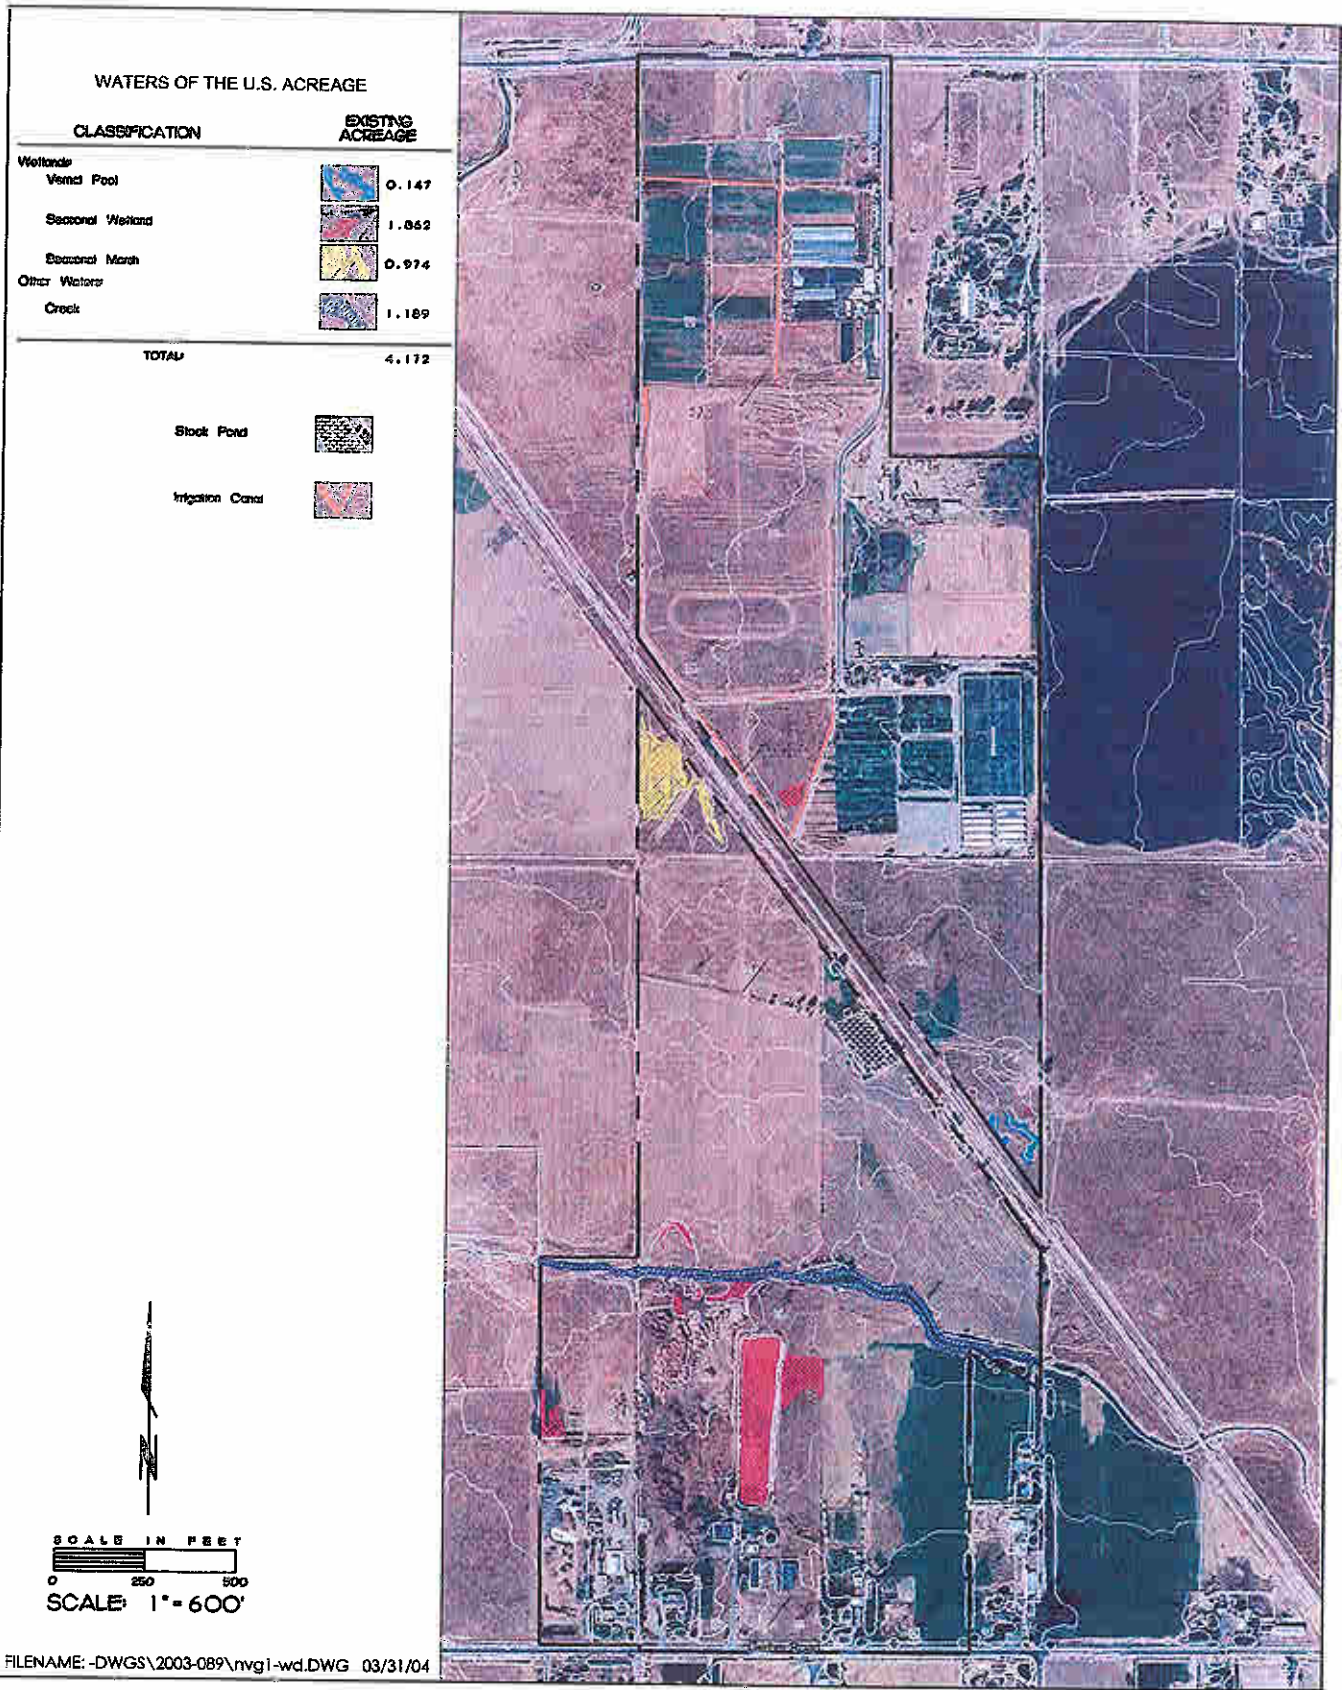 WATERS OF THE U.S. ACREAGE
CLASSIFICATION EXISTING ACREAGE
Wetlands
Vernal Pool 0.147
Seasonal Wetland 1.862
Seasonal Marsh 0.974
Other Waters
Creek 1.189
TOTAL 4.172
Stock Pond
Irrigation Canal
N
SCALE IN FEET
0 250 500
SCALE: 1"=600'
FILENAME: -DWGS\2003-089\nvg1-wd.DWG 03/31/04